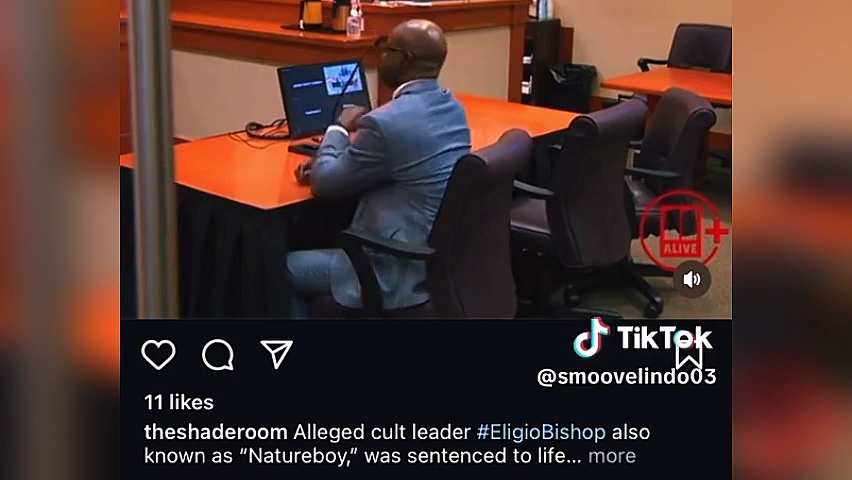 ALIVE
TikTok
@smoovelindo03
11 likes
theshaderoom Alleged cult leader #EligioBishop also
known as “Natureboy,” was sentenced to life... more